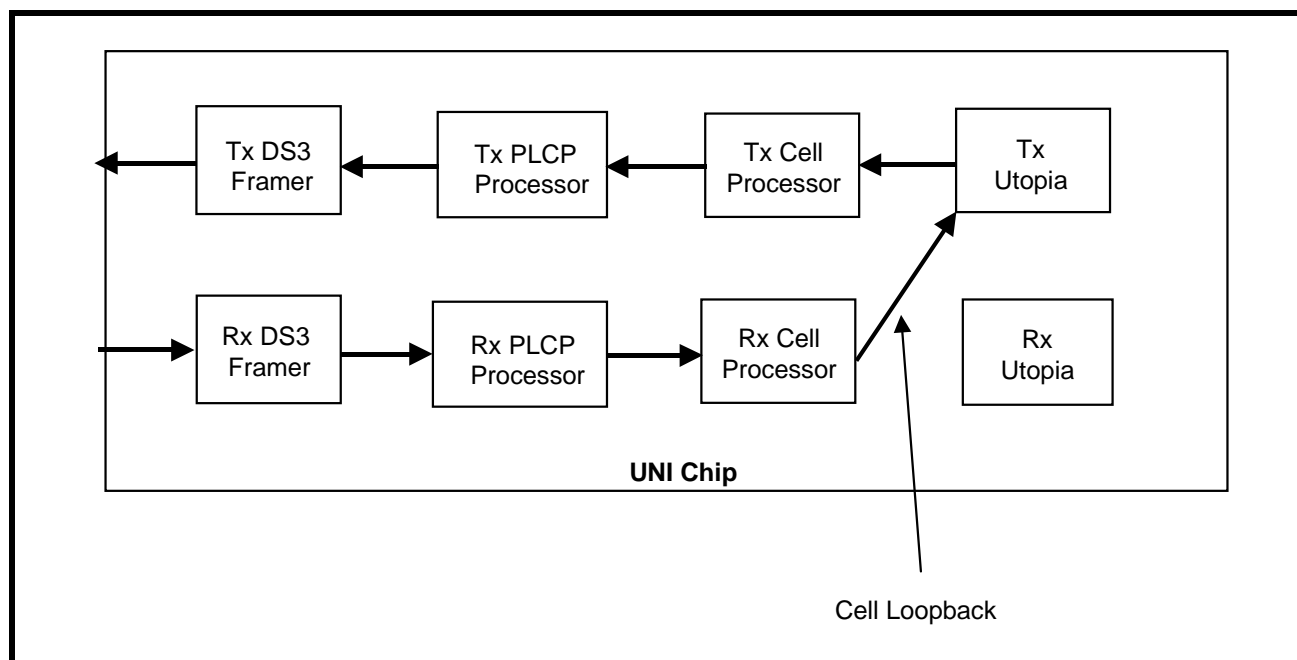 Tx DS3
Framer
Tx PLCP
Processor
Tx Cell
Processor
Tx
Utopia
Rx DS3
Framer
Rx PLCP
Processor
Rx Cell
Processor
Rx
Utopia
UNI Chip
Cell Loopback